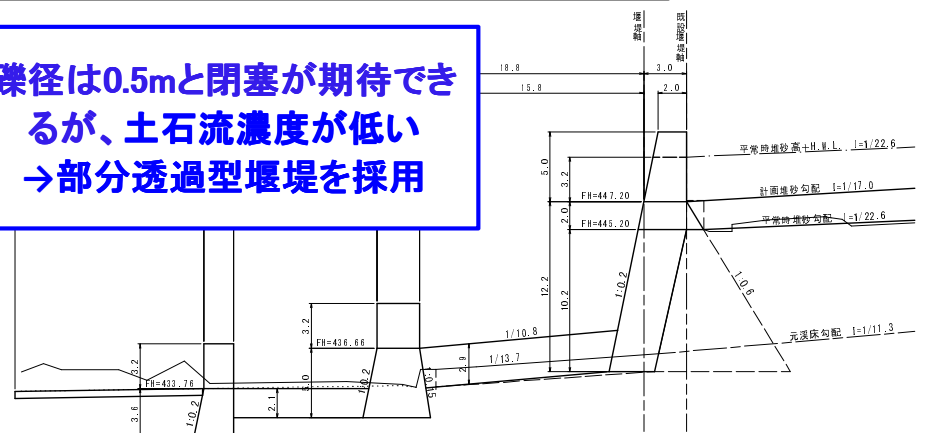 礫径は0.5mと閉塞が期待でき
るが、土石流濃度が低い
→部分透過型堰堤を採用
堰堤軸
既設堰堤軸
18.8
3.0
15.8
2.0
5.0
3.2
平常時堆砂高+H.W.L. I=1/22.6
計画堆砂勾配 I=1/17.0
FH=447.20
2.0
平常時堆砂勾配 I=1/22.6
FH=445.20
12.2
10.2
1:0.2
1:0.6
3.2
1/10.8
元渓床勾配 I=1/11.3
FH=436.66
2.9
1/13.7
3.2
FH=433.76
5.0
1:0.2
1:0.15
3.6
1:0.2
2.1